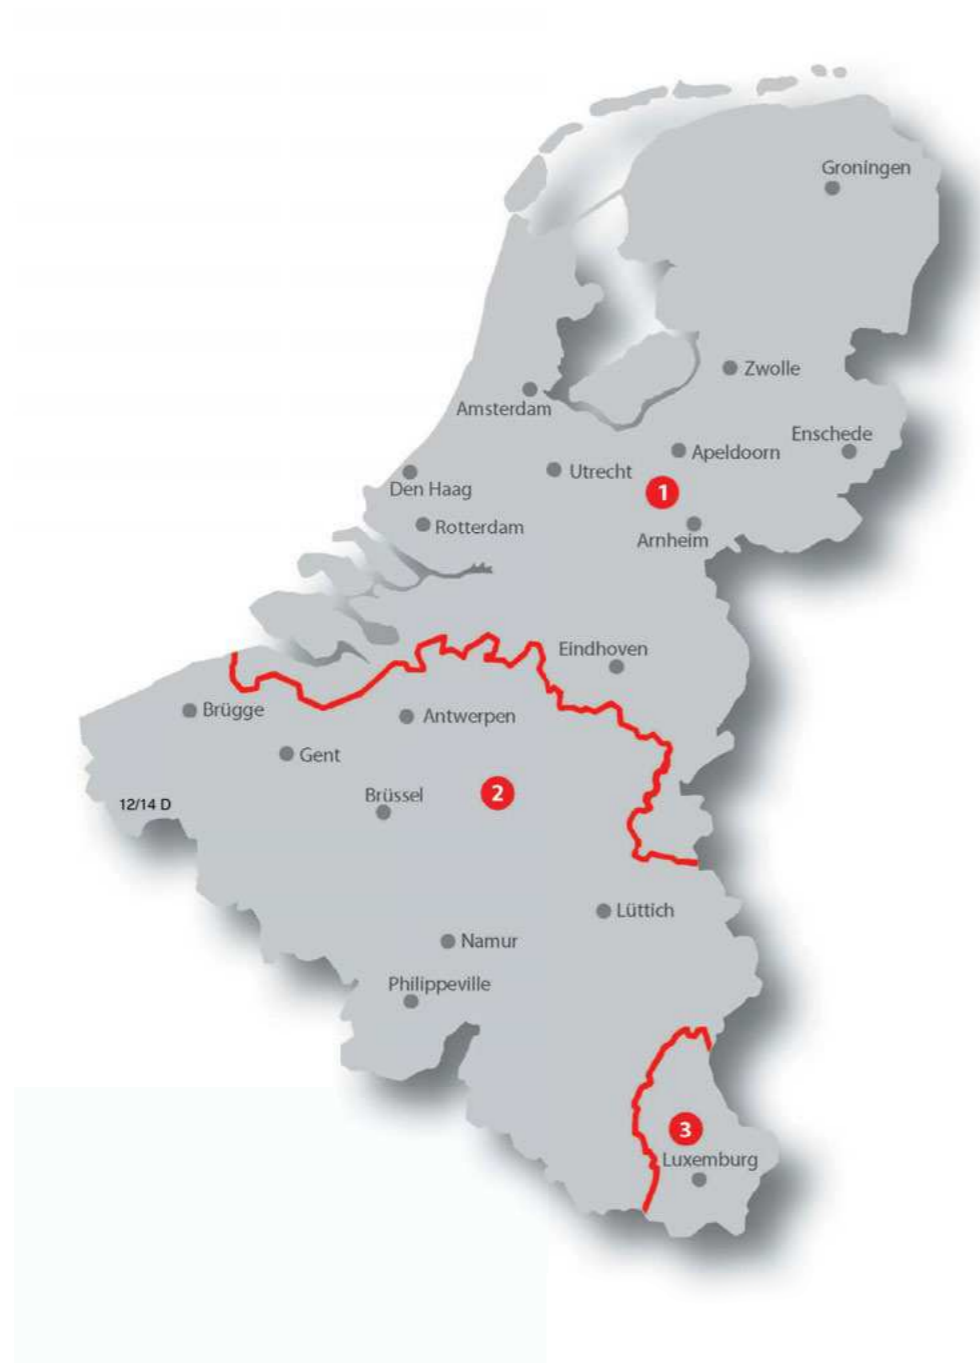 Groningen
Zwolle
Amsterdam
Enschede
Apeldoorn
Utrecht
Den Haag
1
Rotterdam
Arnheim
Eindhoven
Brügge
Antwerpen
Gent
Brüssel
2
12/14 D
Lüttich
Namur
Philippeville
3
Luxemburg